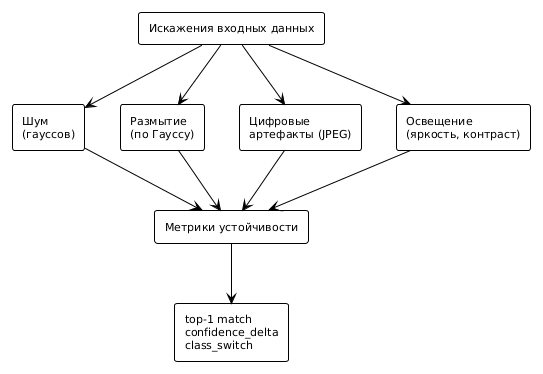 Искажения входных данных
Шум
(гауссов)
Размытие
(по Гауссу)
Цифровые
артефакты (JPEG)
Освещение
(яркость, контраст)
Метрики устойчивости
top-1 match
confidence_delta
class_switch